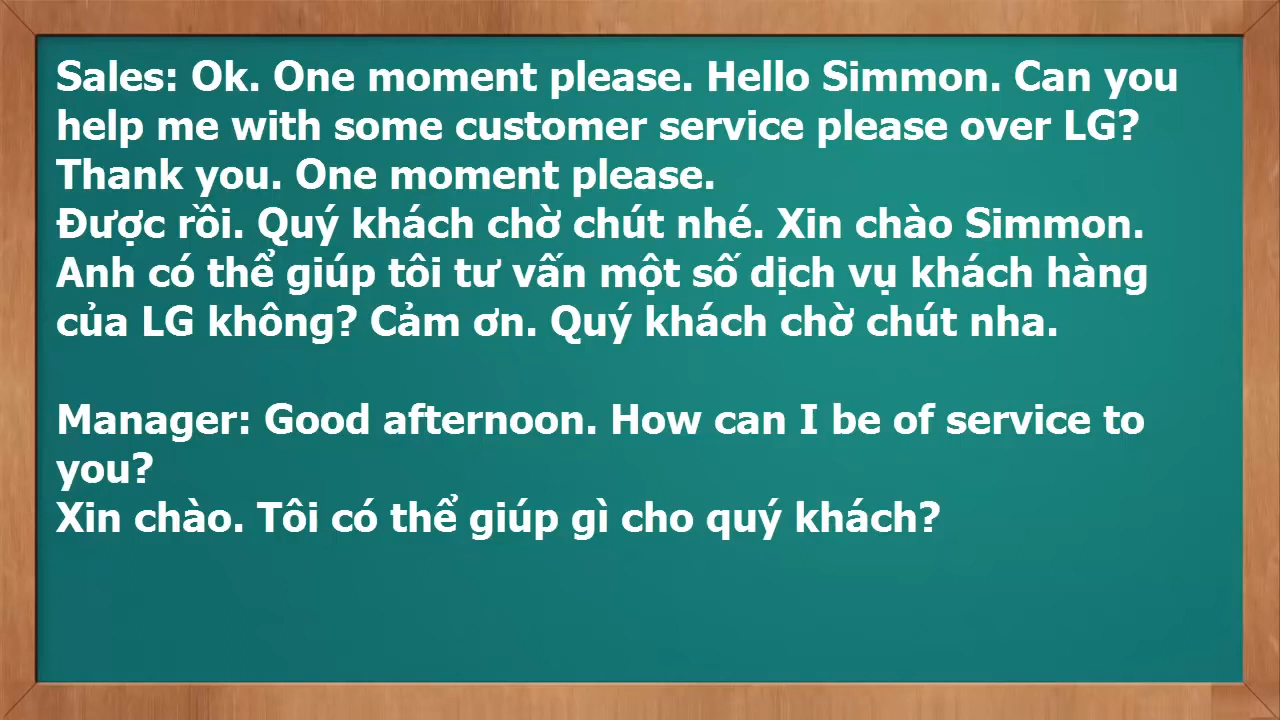 Sales: Ok. One moment please. Hello Simmon. Can you
help me with some customer service please over LG?
Thank you. One moment please.
Được rồi. Quý khách chờ chút nhé. Xin chào Simmon.
Anh có thể giúp tôi tư vấn một số dịch vụ khách hàng
của LG không? Cảm ơn. Quý khách chờ chút nha.
Manager: Good afternoon. How can I be of service to
you?
Xin chào. Tôi có thể giúp gì cho quý khách?